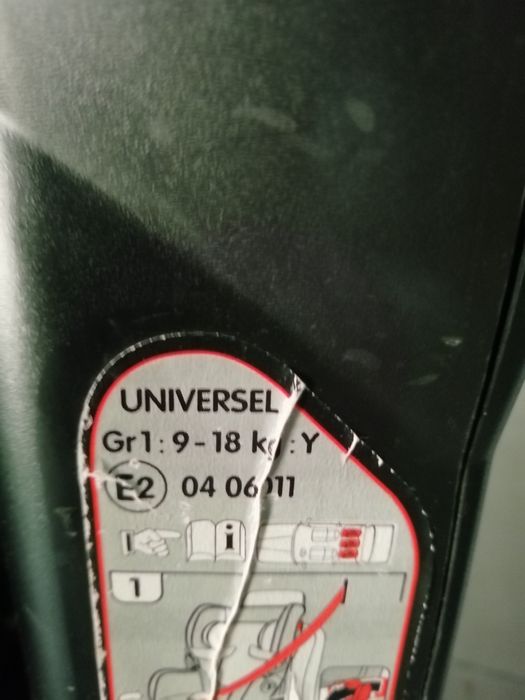 UNIVERSEL
Gr1: 9-18 kg: Y
E2 04 06011
i
1